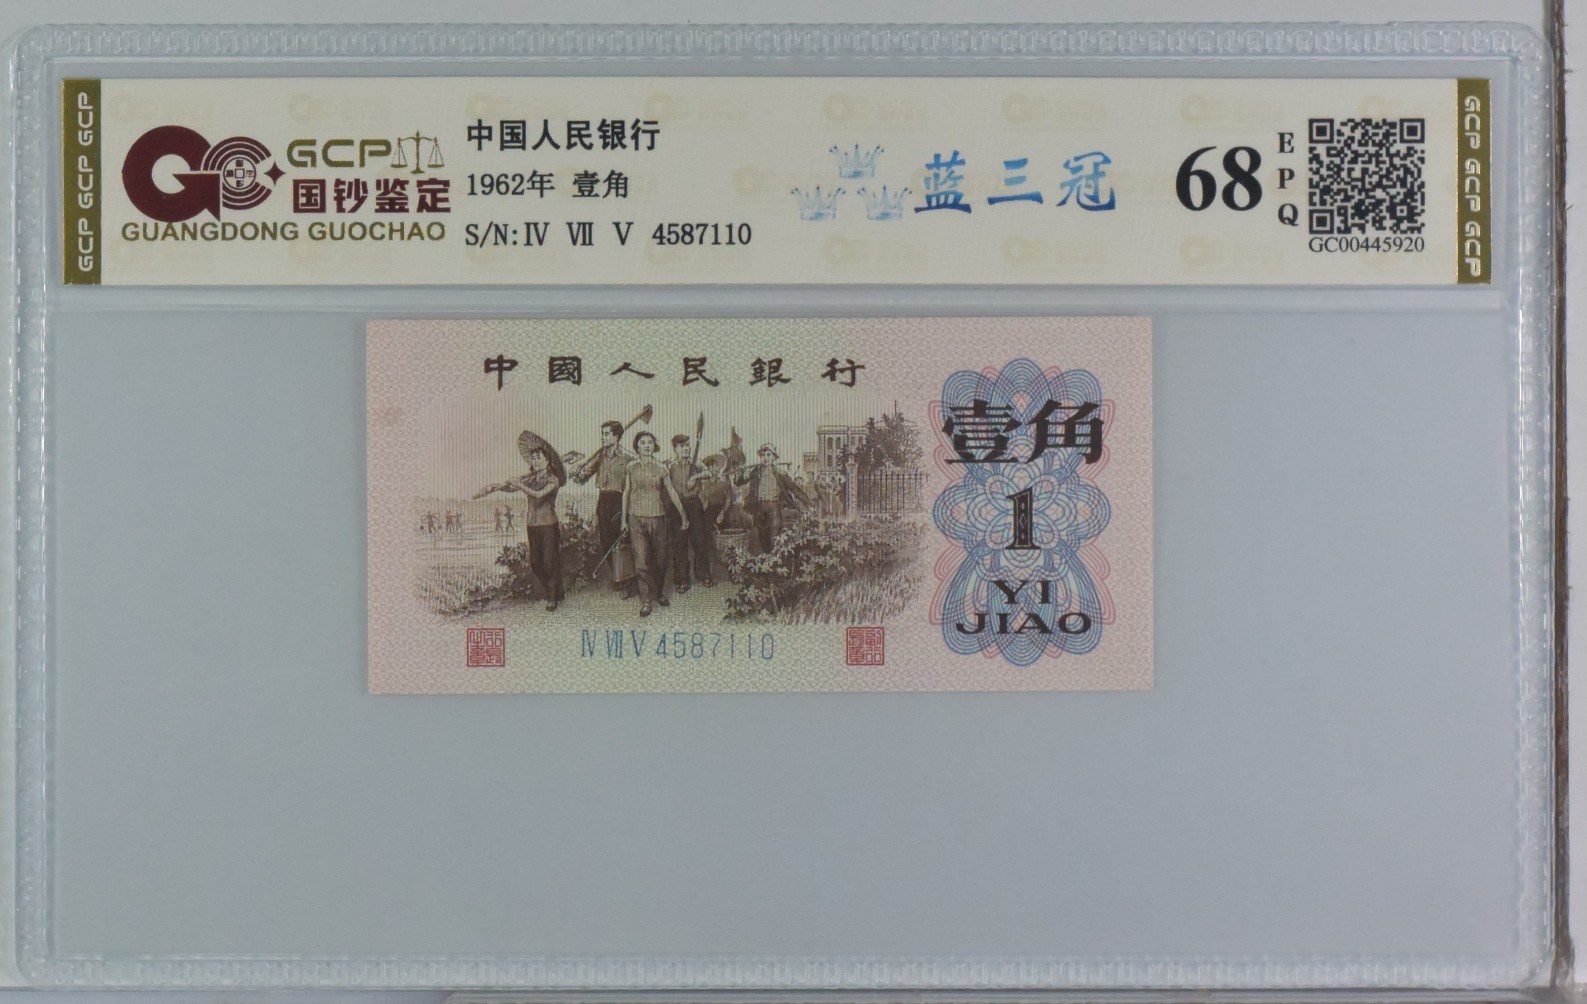 GCP GCP GCP
GCP
国钞鉴定
GUANGDONG GUOCHAO
中国人民银行
1962年 壹角
S/N: Ⅳ Ⅶ Ⅴ 4587110
蓝三冠
68
EPQ
GC00445920
GCP GCP GCP
中國人民銀行
壹角
1
YI
JIAO
Ⅳ Ⅶ Ⅴ 4587110